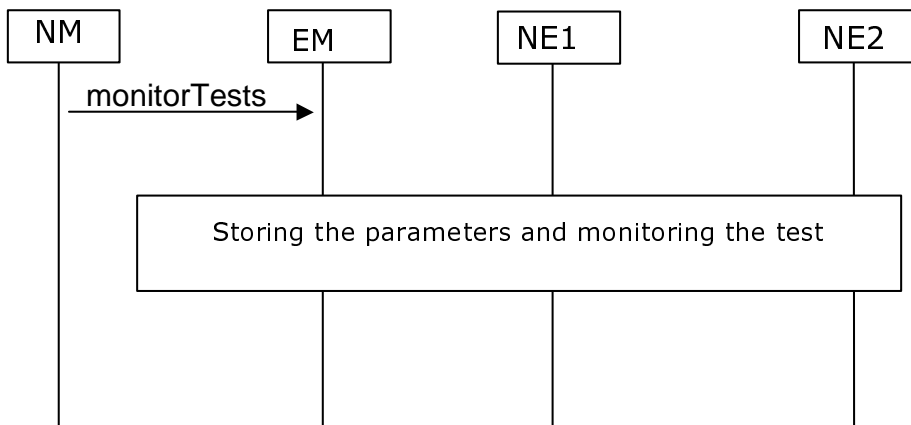 NM
EM
NE1
NE2
monitorTests
Storing the parameters and monitoring the test